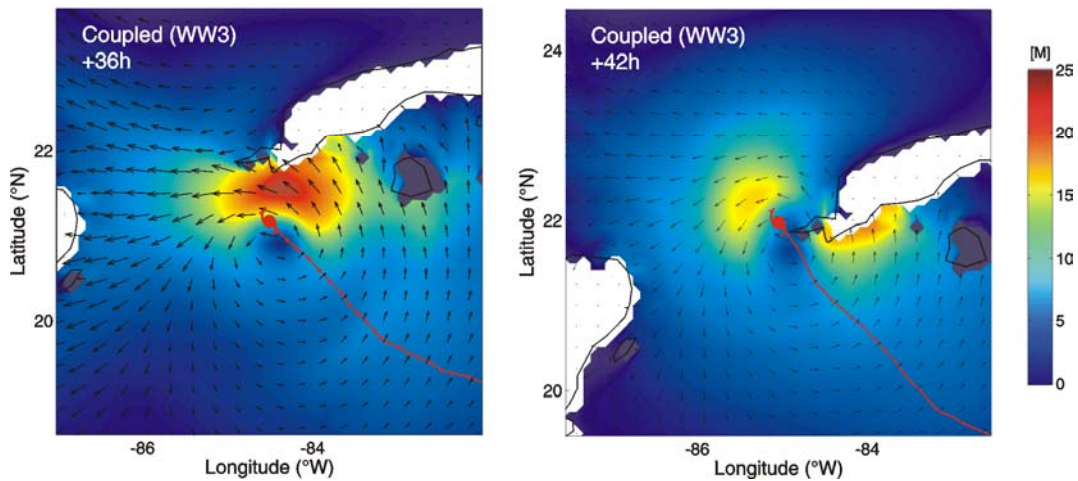 Coupled (WW3)
+36h
22
20
Latitude (°N)
-86
-84
Longitude (°W)
Coupled (WW3)
+42h
24
22
20
Latitude (°N)
-86
-84
Longitude (°W)
[M]
25
20
15
10
5
0